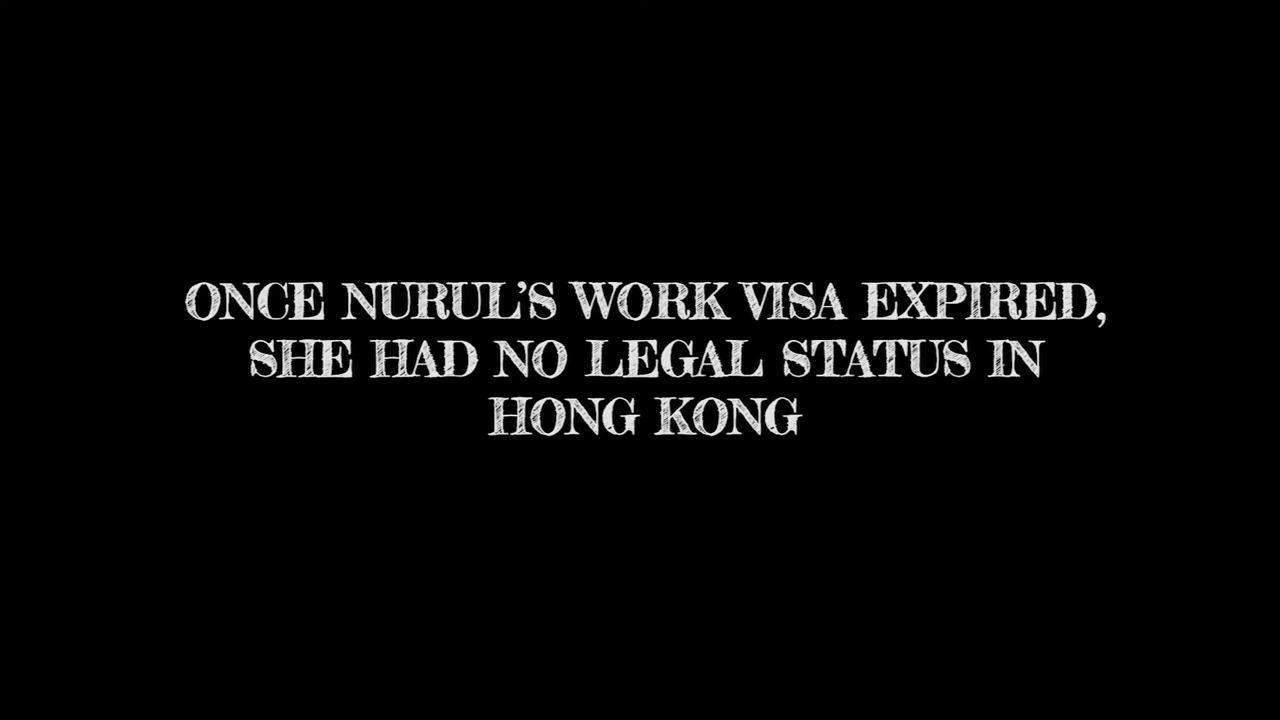 ONCE NURUL'S WORK VISA EXPIRED,
SHE HAD NO LEGAL STATUS IN
HONG KONG